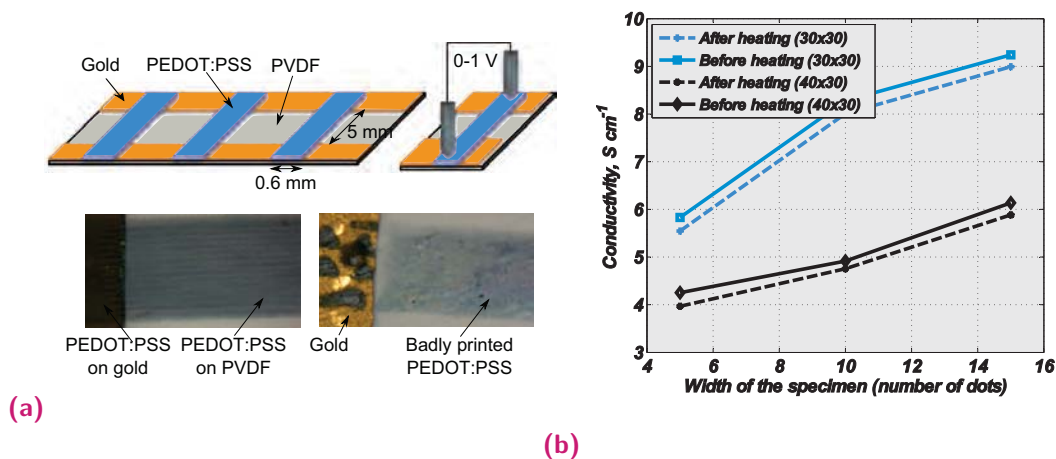 Gold
PEDOT:PSS
PVDF
0-1 V
5 mm
0.6 mm
PEDOT:PSS
on gold
PEDOT:PSS
on PVDF
Gold
Badly printed
PEDOT:PSS
(a)
After heating (30x30)
Before heating (30x30)
After heating (40x30)
Before heating (40x30)
Conductivity, S cm⁻¹
10
9
8
7
6
5
4
3
4 6 8 10 12 14 16
Width of the specimen (number of dots)
(b)